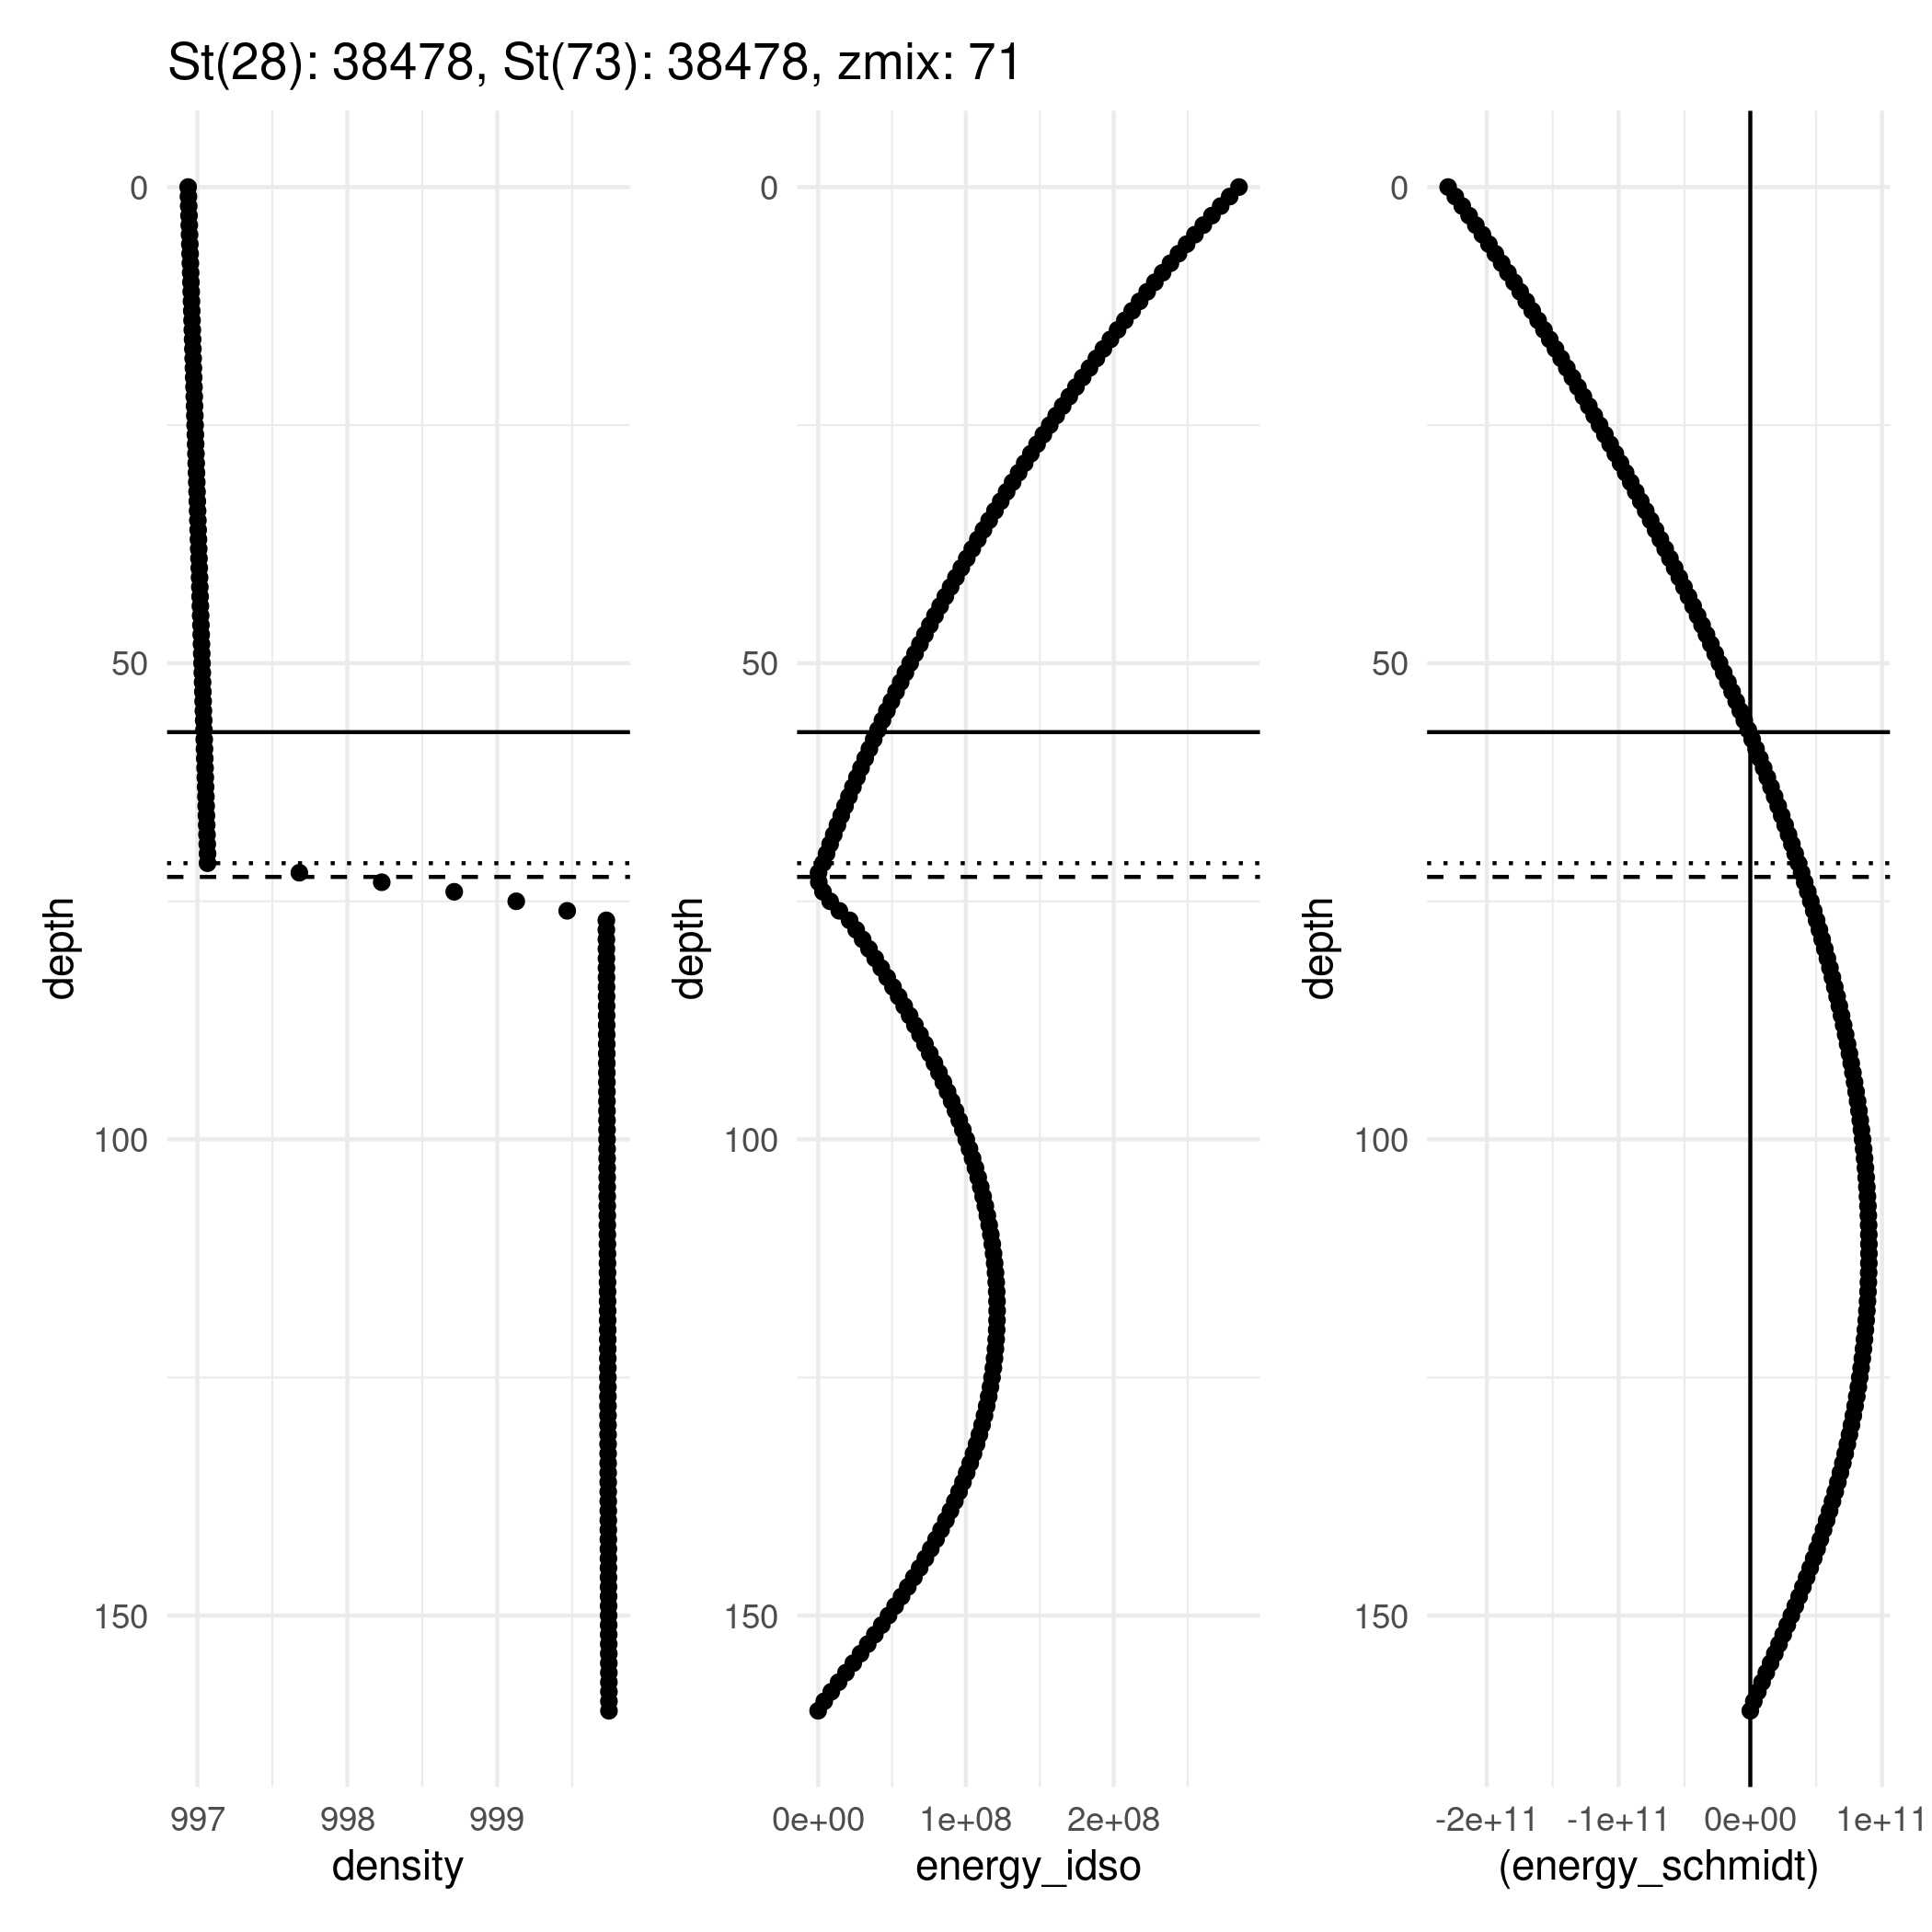 St(28): 38478, St(73): 38478, zmix: 71
0
50
100
150
depth
997
998
999
density
0
50
100
150
depth
0e+00
1e+08
2e+08
energy_idso
0
50
100
150
depth
-2e+11
-1e+11
0e+00
1e+11
(energy_schmidt)